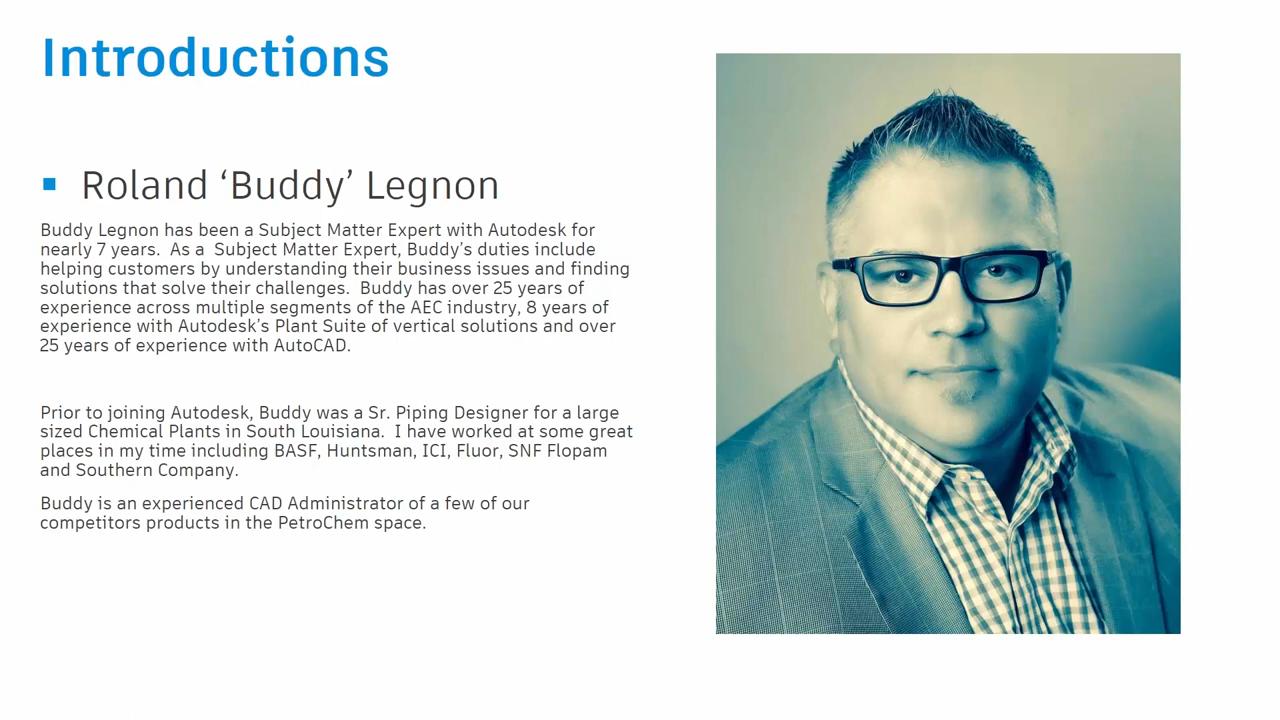 Introductions
▪ Roland ‘Buddy’ Legnon
Buddy Legnon has been a Subject Matter Expert with Autodesk for
nearly 7 years.  As a  Subject Matter Expert, Buddy’s duties include
helping customers by understanding their business issues and finding
solutions that solve their challenges.  Buddy has over 25 years of
experience across multiple segments of the AEC industry, 8 years of
experience with Autodesk’s Plant Suite of vertical solutions and over
25 years of experience with AutoCAD.
Prior to joining Autodesk, Buddy was a Sr. Piping Designer for a large
sized Chemical Plants in South Louisiana.  I have worked at some great
places in my time including BASF, Huntsman, ICI, Fluor, SNF Flopam
and Southern Company.
Buddy is an experienced CAD Administrator of a few of our
competitors products in the PetroChem space.